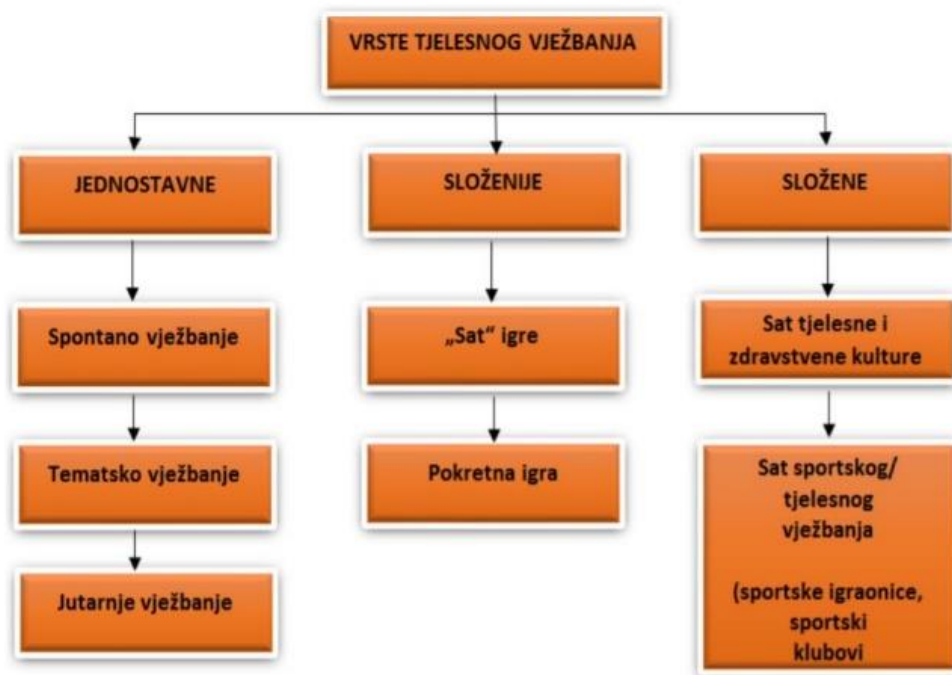 VRSTE TJELESNOG VJEŽBANJA
JEDNOSTAVNE
SLOŽENIJE
SLOŽENE
Spontano vježbanje
„Sat“ igre
Sat tjelesne i
zdravstvene kulture
Tematsko vježbanje
Pokretna igra
Sat sportskog/
tjelesnog
vježbanja
(sportske igraonice,
sportski
klubovi
Jutarnje vježbanje